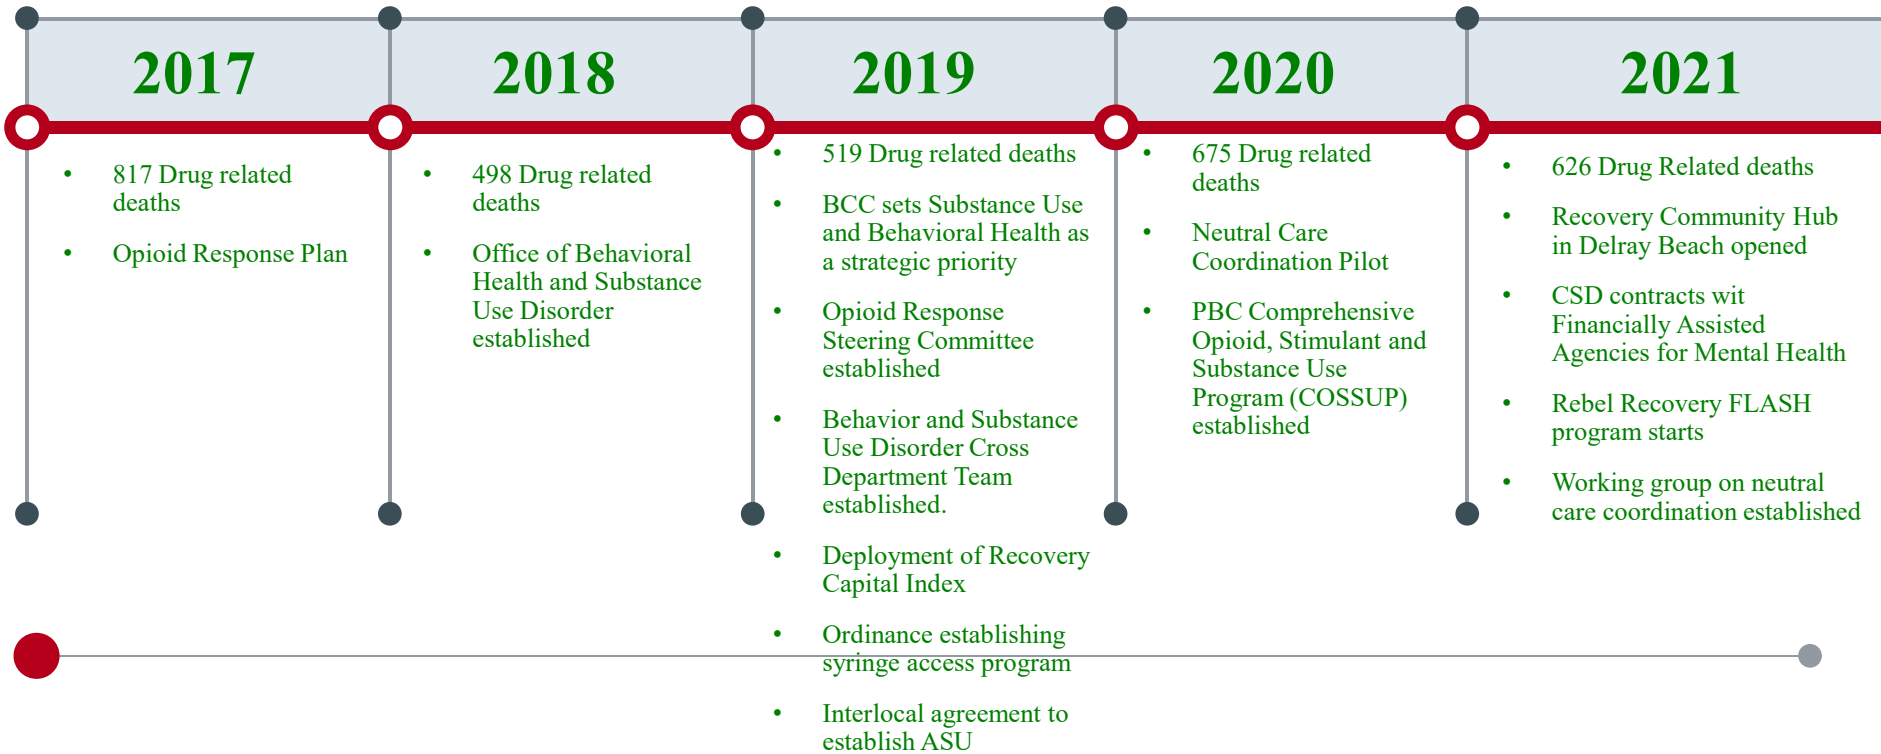 2017
2018
2019
2020
2021
• 817 Drug related
deaths
• Opioid Response Plan
• 498 Drug related
deaths
• Office of Behavioral
Health and Substance
Use Disorder
established
• 519 Drug related deaths
• BCC sets Substance Use
and Behavioral Health as
a strategic priority
• Opioid Response
Steering Committee
established
• Behavior and Substance
Use Disorder Cross
Department Team
established.
• Deployment of Recovery
Capital Index
• Ordinance establishing
syringe access program
• Interlocal agreement to
establish ASU
• 675 Drug related
deaths
• Neutral Care
Coordination Pilot
• PBC Comprehensive
Opioid, Stimulant and
Substance Use
Program (COSSUP)
established
• 626 Drug Related deaths
• Recovery Community Hub
in Delray Beach opened
• CSD contracts wit
Financially Assisted
Agencies for Mental Health
• Rebel Recovery FLASH
program starts
• Working group on neutral
care coordination established